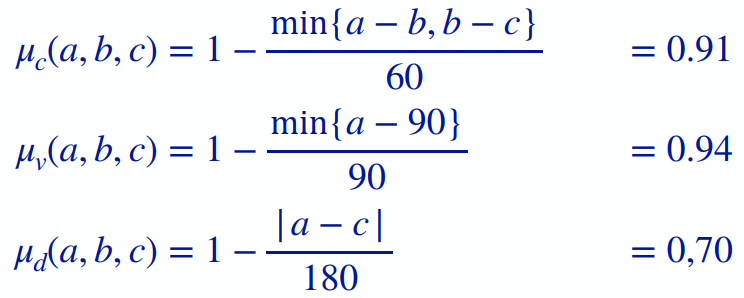 μc(a, b, c) = 1 − min{a − b, b − c} / 60 = 0.91
μv(a, b, c) = 1 − min{a − 90} / 90 = 0.94
μd(a, b, c) = 1 − |a − c| / 180 = 0,70